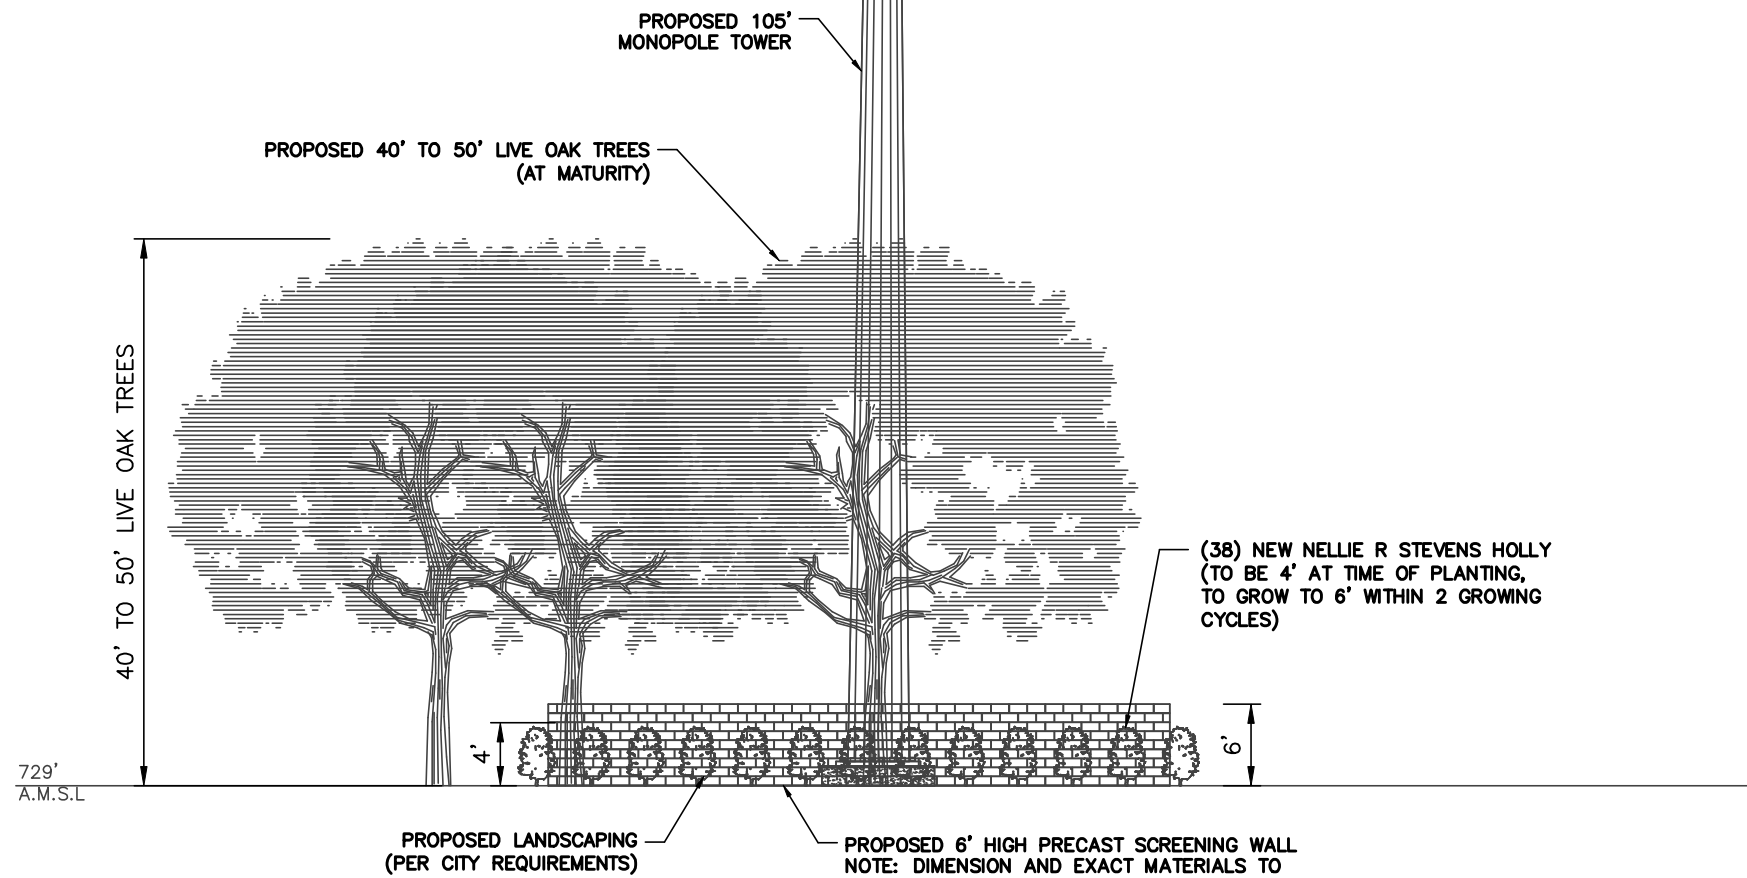 PROPOSED 105'
MONOPOLE TOWER
PROPOSED 40' TO 50' LIVE OAK TREES
(AT MATURITY)
40' TO 50' LIVE OAK TREES
(38) NEW NELLIE R STEVENS HOLLY
(TO BE 4' AT TIME OF PLANTING,
TO GROW TO 6' WITHIN 2 GROWING
CYCLES)
4'
6'
729'
A.M.S.L
PROPOSED LANDSCAPING
(PER CITY REQUIREMENTS)
PROPOSED 6' HIGH PRECAST SCREENING WALL
NOTE: DIMENSION AND EXACT MATERIALS TO